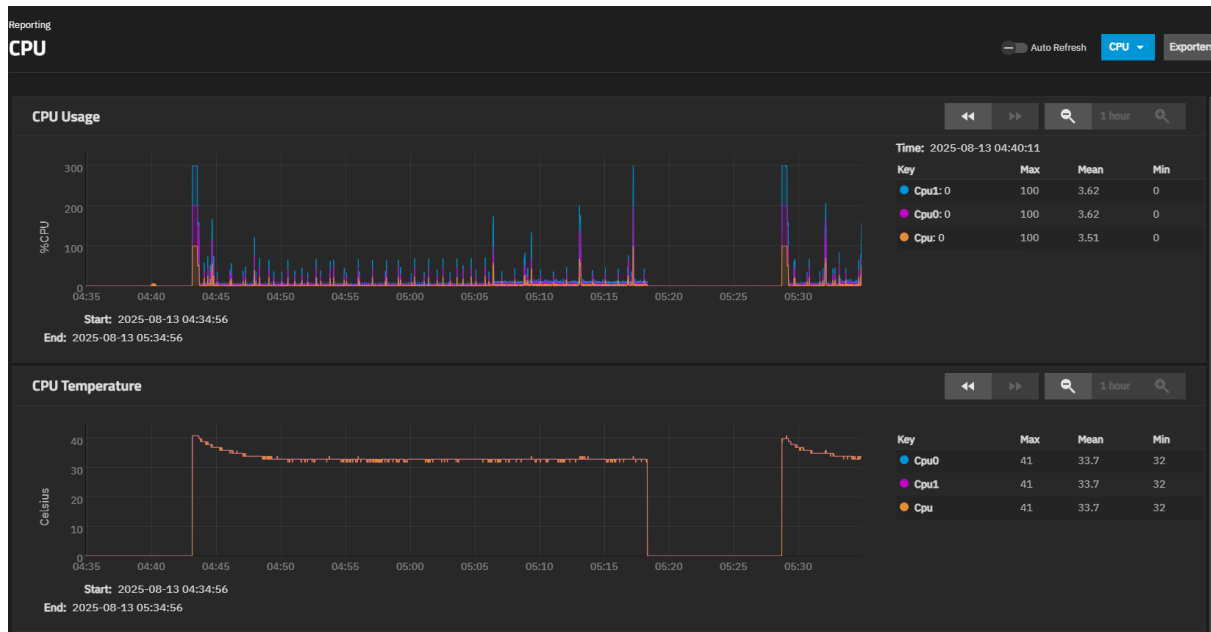 Reporting
CPU
Auto Refresh
CPU
Exporters
CPU Usage
1 hour
Time: 2025-08-13 04:40:11
Key Max Mean Min
Cpu1: 0 100 3.62 0
Cpu0: 0 100 3.62 0
Cpu: 0 100 3.51 0
%CPU
300
200
100
0
04:35 04:40 04:45 04:50 04:55 05:00 05:05 05:10 05:15 05:20 05:25 05:30
Start: 2025-08-13 04:34:56
End: 2025-08-13 05:34:56
CPU Temperature
1 hour
Key Max Mean Min
Cpu0 41 33.7 32
Cpu1 41 33.7 32
Cpu 41 33.7 32
Celsius
40
30
20
10
0
04:35 04:40 04:45 04:50 04:55 05:00 05:05 05:10 05:15 05:20 05:25 05:30
Start: 2025-08-13 04:34:56
End: 2025-08-13 05:34:56